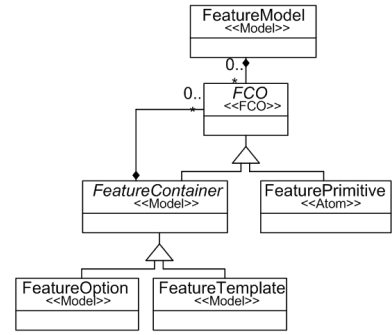 FeatureModel
<<Model>>
0..
*
0..
*
FCO
<<FCO>>
FeatureContainer
<<Model>>
FeaturePrimitive
<<Atom>>
FeatureOption
<<Model>>
FeatureTemplate
<<Model>>